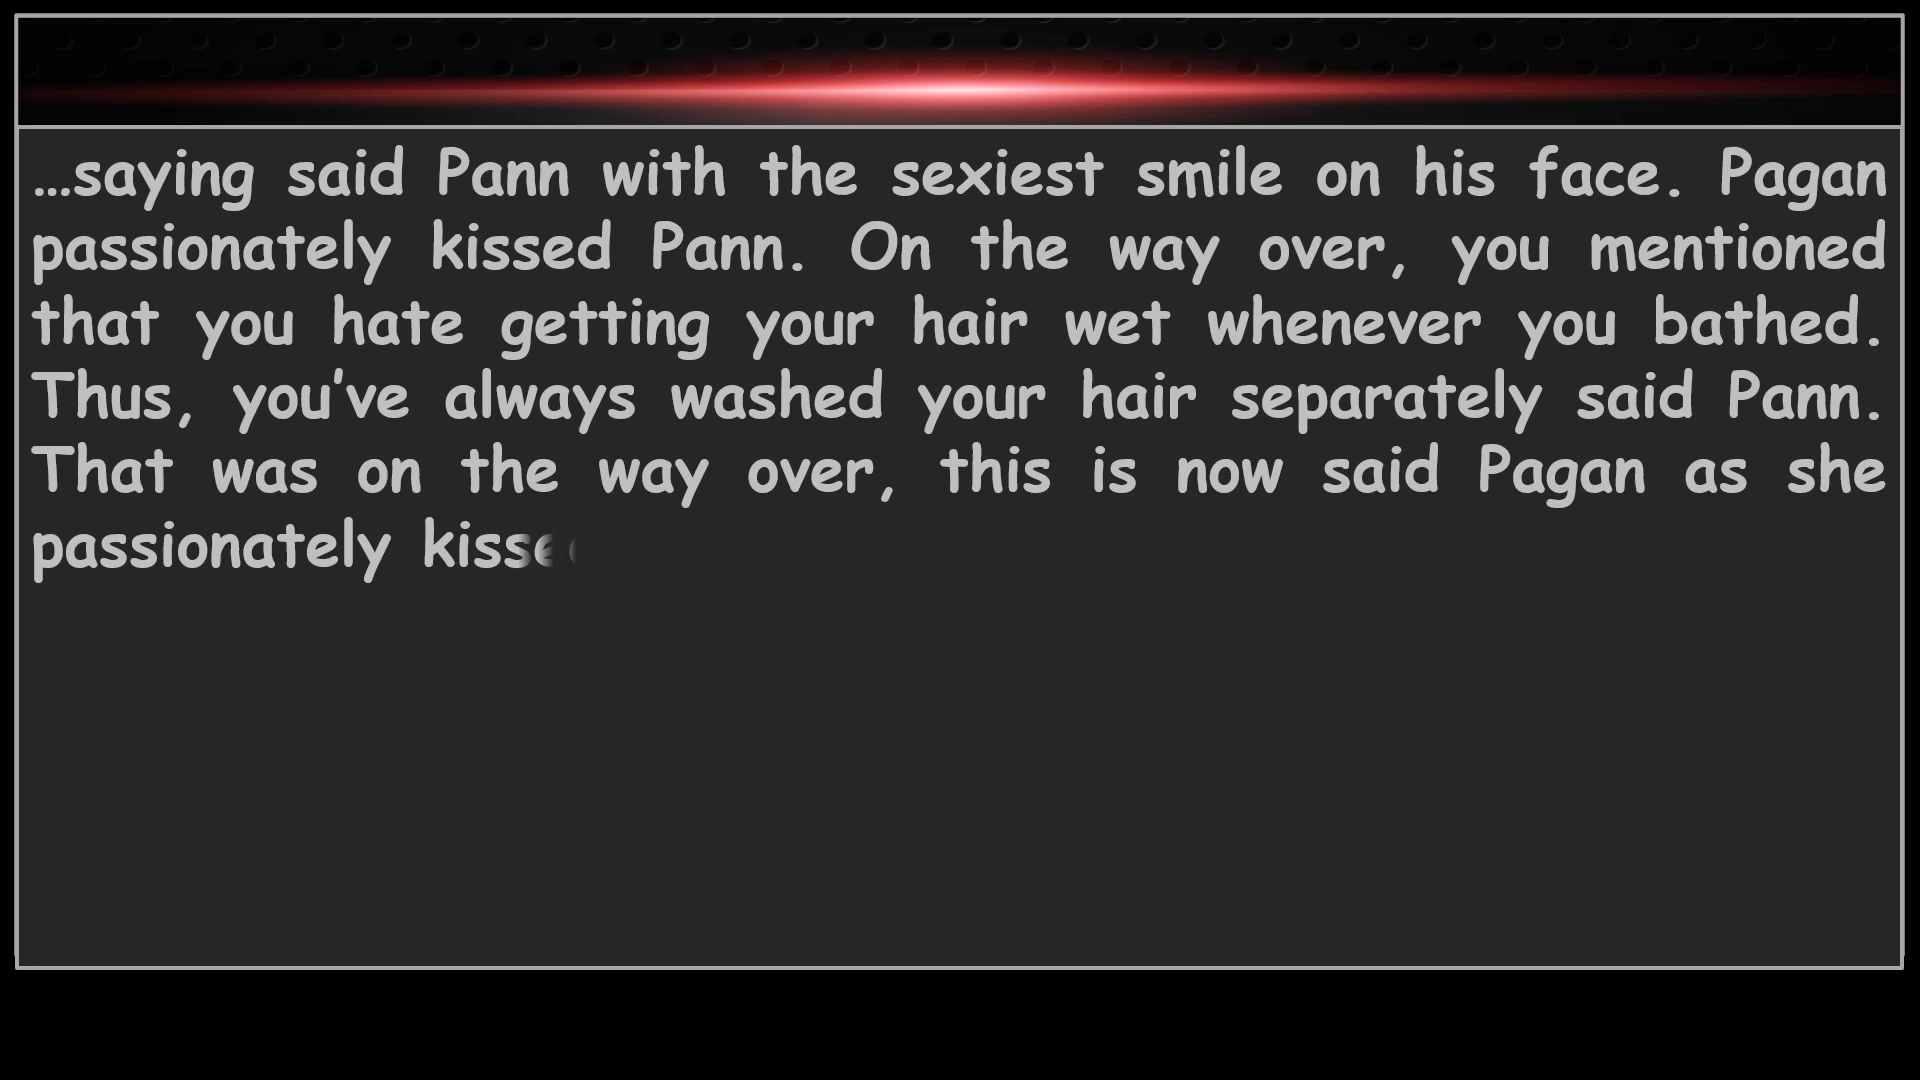 …saying said Pann with the sexiest smile on his face. Pagan
passionately kissed Pann. On the way over, you mentioned
that you hate getting your hair wet whenever you bathed.
Thus, you've always washed your hair separately said Pann.
That was on the way over, this is now said Pagan as she
passionately